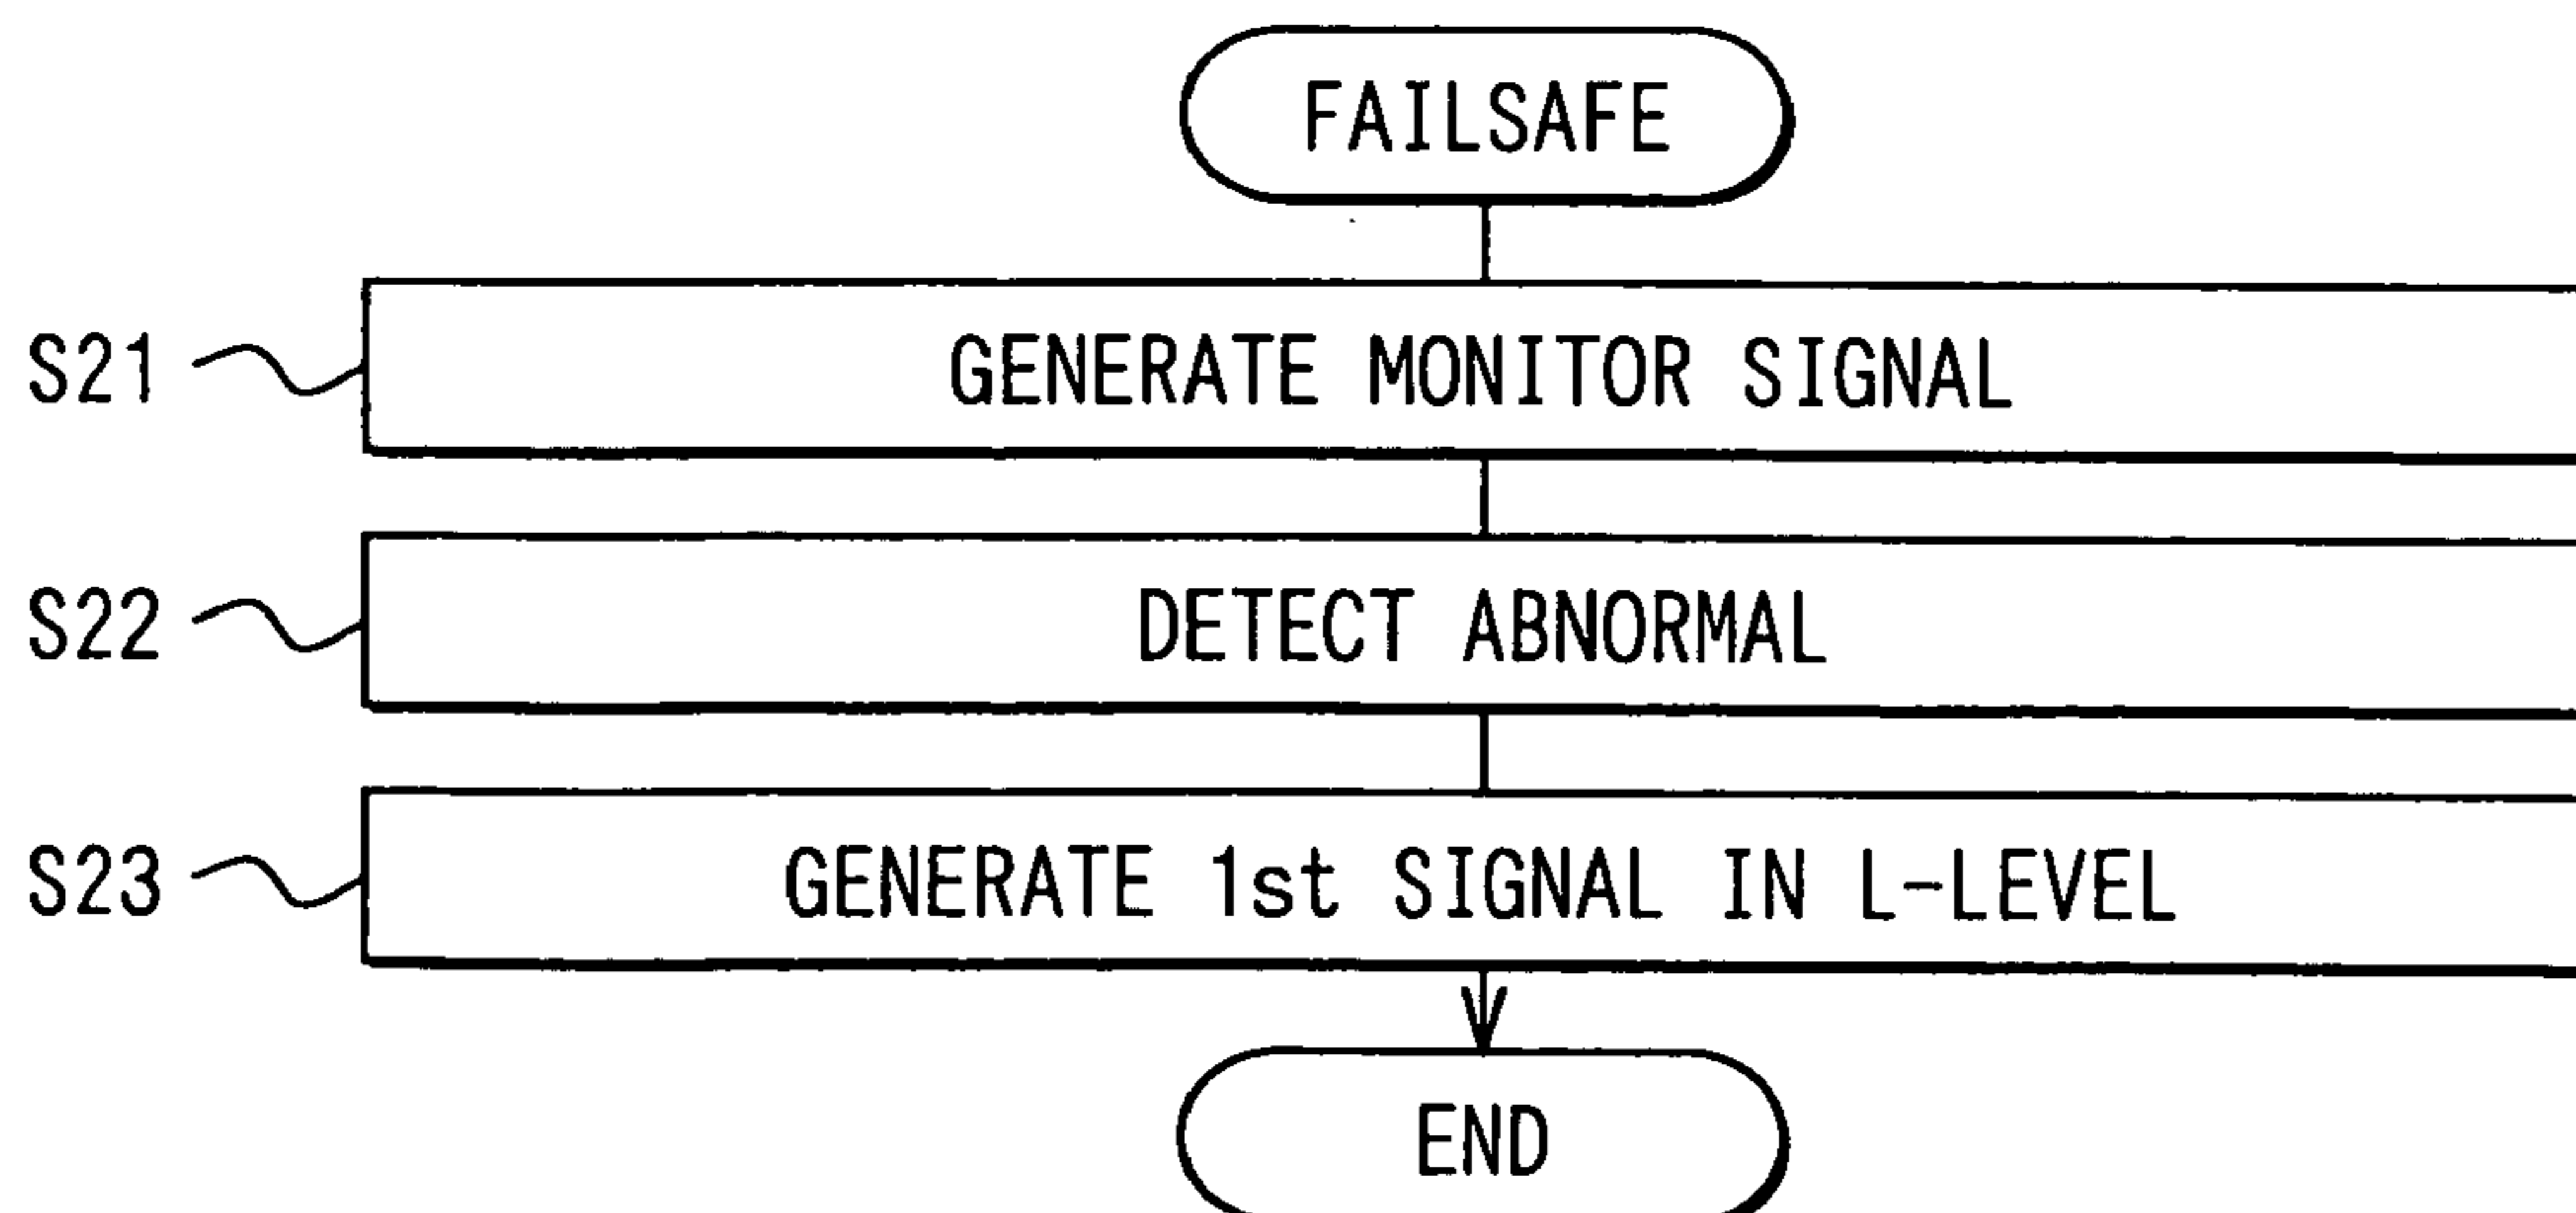 FAILSAFE
S21 GENERATE MONITOR SIGNAL
S22 DETECT ABNORMAL
S23 GENERATE 1st SIGNAL IN L-LEVEL
END